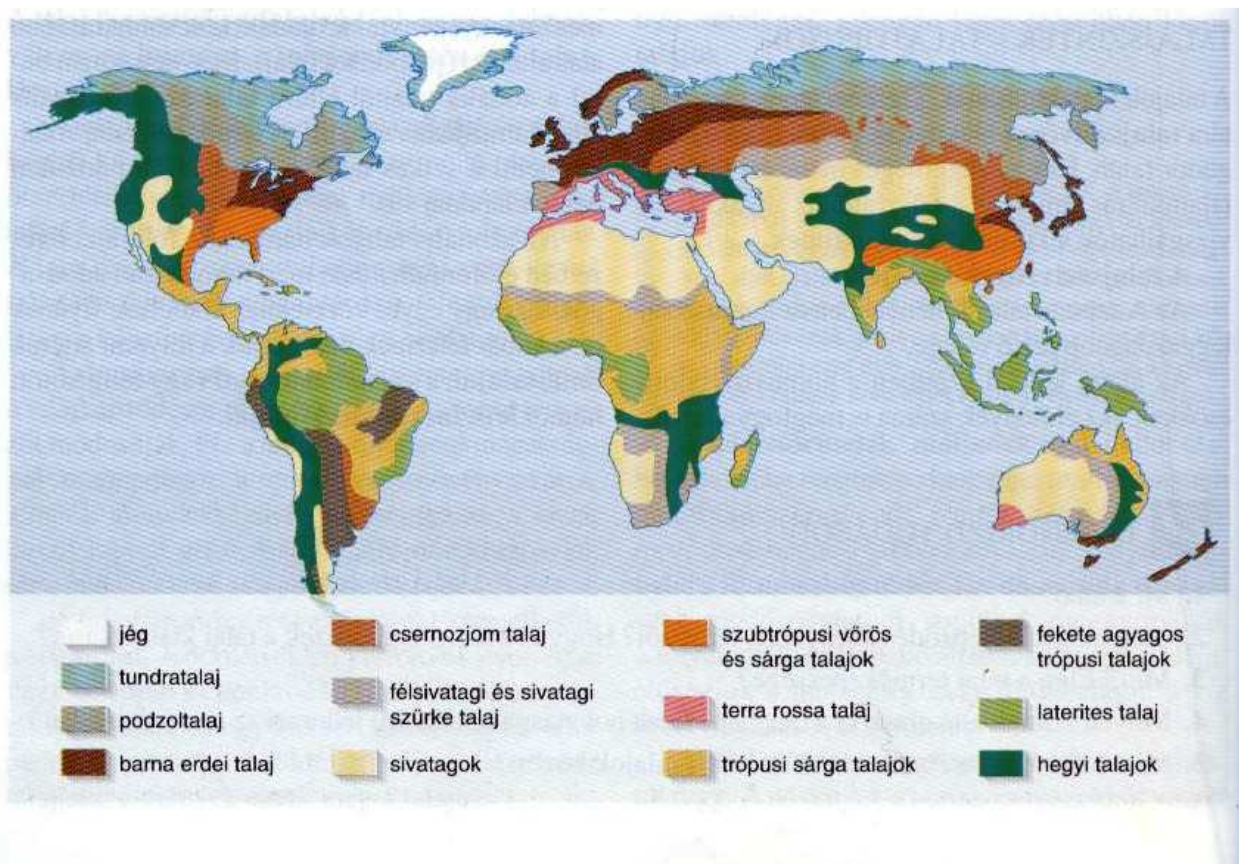 jég
tundratalaj
podzoltalaj
barna erdei talaj
csernozjom talaj
félsivatagi és sivatagi
szürke talaj
sivatagok
szubtrópusi vörös
és sárga talajok
terra rossa talaj
trópusi sárga talajok
fekete agyagos
trópusi talajok
laterites talaj
hegyi talajok